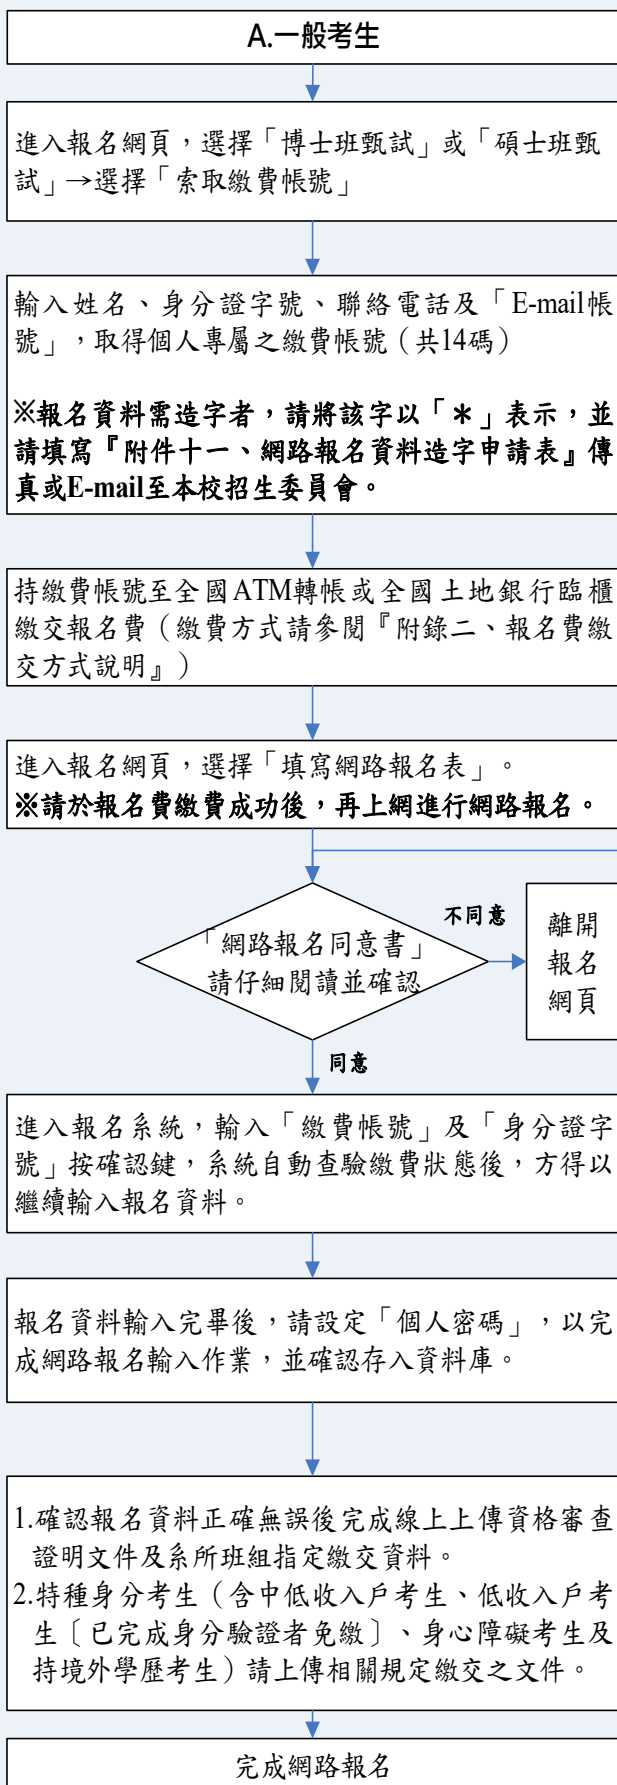 A.一般考生
進入報名網頁，選擇「博士班甄試」或「碩士班甄
試」→選擇「索取繳費帳號」
輸入姓名、身分證字號、聯絡電話及「E-mail帳
號」，取得個人專屬之繳費帳號（共14碼）
※報名資料需造字者，請將該字以「＊」表示，並
請填寫『附件十一、網路報名資料造字申請表』傳
真或E-mail至本校招生委員會。
持繳費帳號至全國ATM轉帳或全國土地銀行臨櫃
繳交報名費（繳費方式請參閱『附錄二、報名費繳
交方式說明』）
進入報名網頁，選擇「填寫網路報名表」。
※請於報名費繳費成功後，再上網進行網路報名。
「網路報名同意書」
請仔細閱讀並確認
不同意
離開
報名
網頁
同意
進入報名系統，輸入「繳費帳號」及「身分證字
號」按確認鍵，系統自動查驗繳費狀態後，方得以
繼續輸入報名資料。
報名資料輸入完畢後，請設定「個人密碼」，以完
成網路報名輸入作業，並確認存入資料庫。
1.確認報名資料正確無誤後完成線上上傳資格審查
證明文件及系所班組指定繳交資料。
2.特種身分考生（含中低收入戶考生、低收入戶考
生〔已完成身分驗證者免繳〕、身心障礙考生及
持境外學歷考生）請上傳相關規定繳交之文件。
完成網路報名